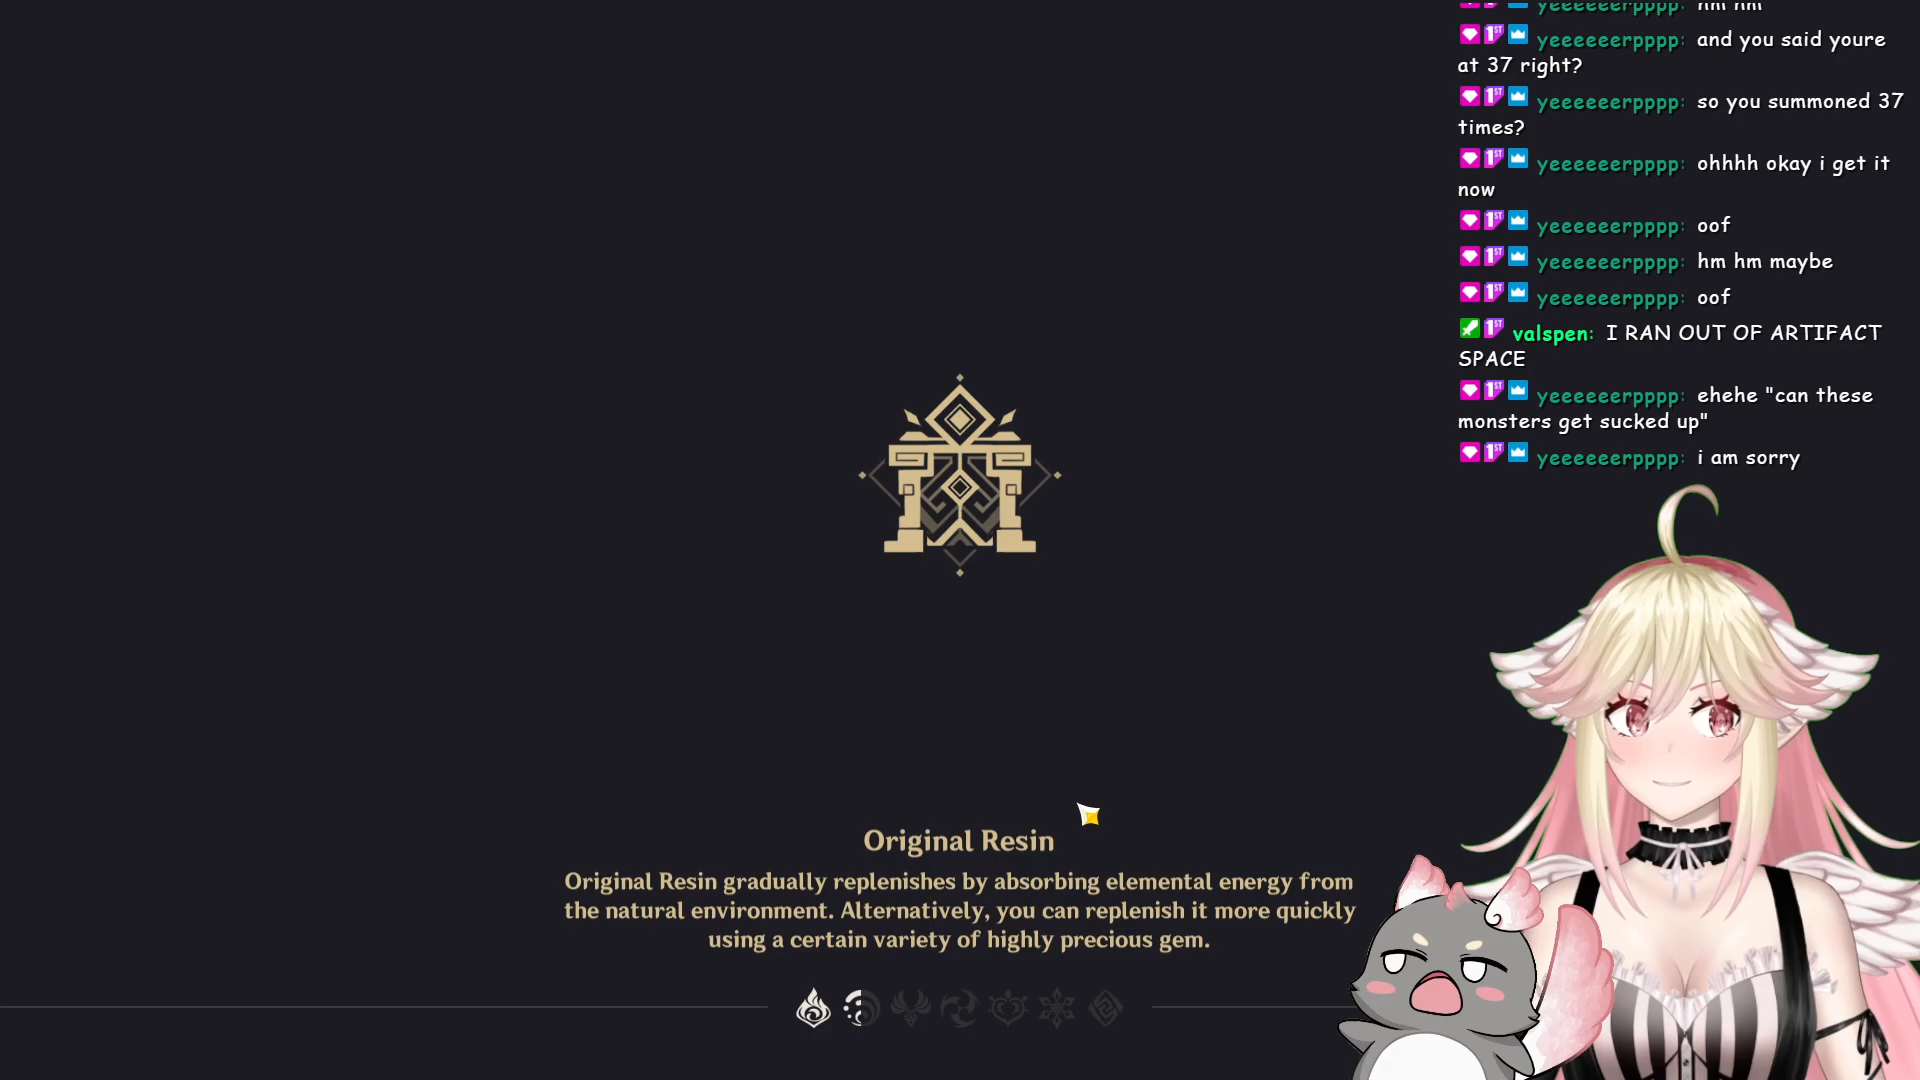 yeeeeeerpppp: hm hm
yeeeeeerpppp: and you said youre
at 37 right?
yeeeeeerpppp: so you summoned 37
times?
yeeeeeerpppp: ohhhh okay i get it
now
yeeeeeerpppp: oof
yeeeeeerpppp: hm hm maybe
yeeeeeerpppp: oof
valspen: I RAN OUT OF ARTIFACT
SPACE
yeeeeeerpppp: ehehe "can these
monsters get sucked up"
yeeeeeerpppp: i am sorry
Original Resin
Original Resin gradually replenishes by absorbing elemental energy from
the natural environment. Alternatively, you can replenish it more quickly
using a certain variety of highly precious gem.